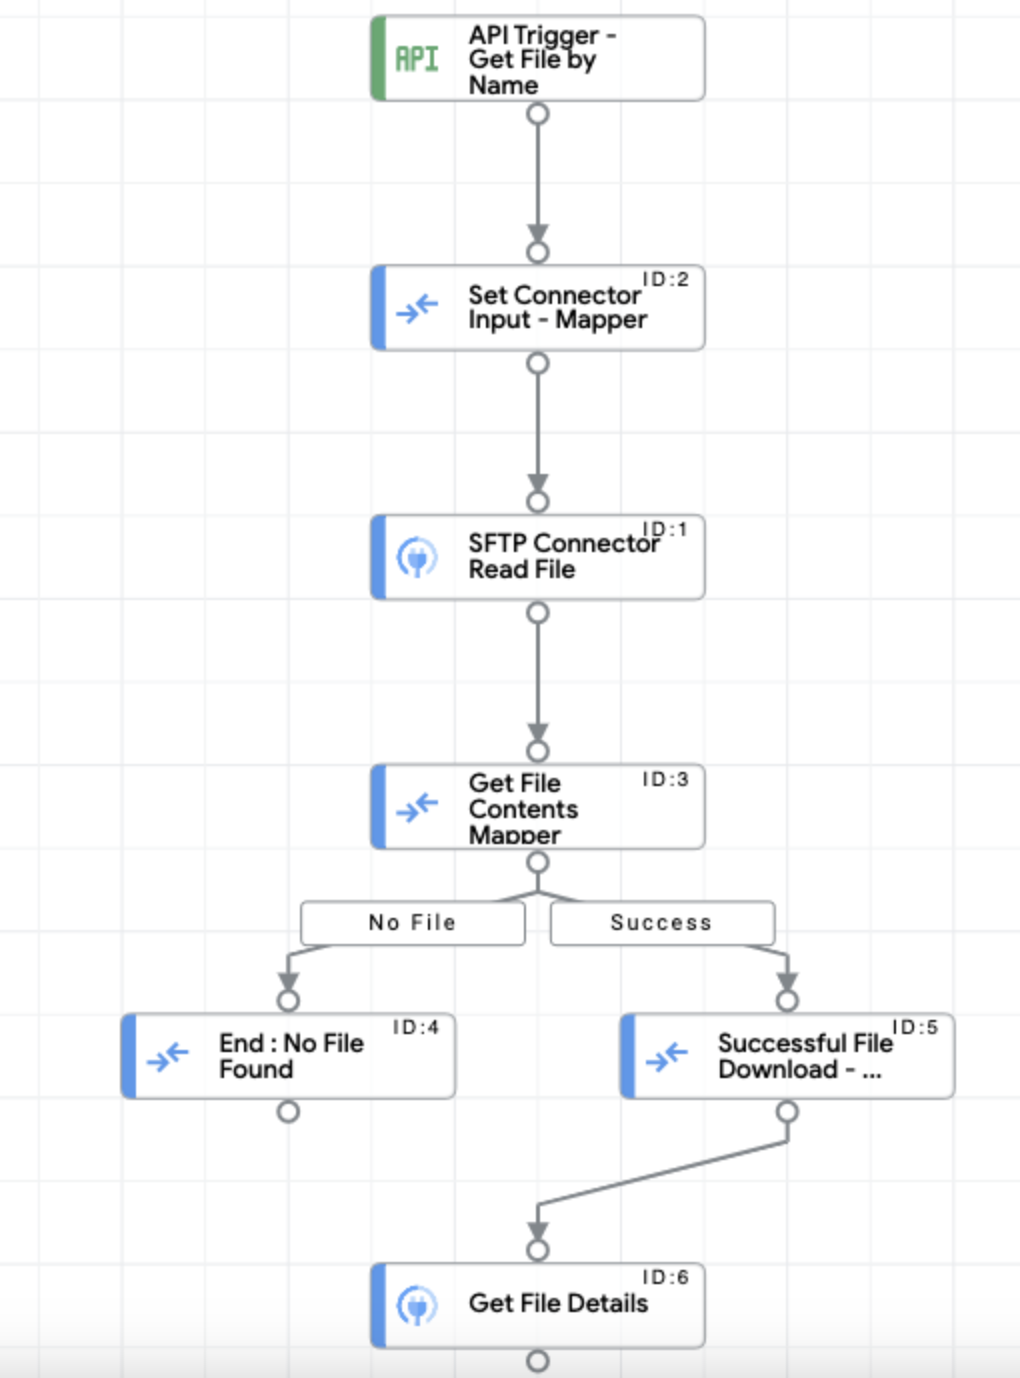 API
API Trigger -
Get File by
Name
ID:2
Set Connector
Input - Mapper
ID:1
SFTP Connector
Read File
ID:3
Get File
Contents
Mapper
No File
Success
ID:4
End : No File
Found
ID:5
Successful File
Download - ...
ID:6
Get File Details